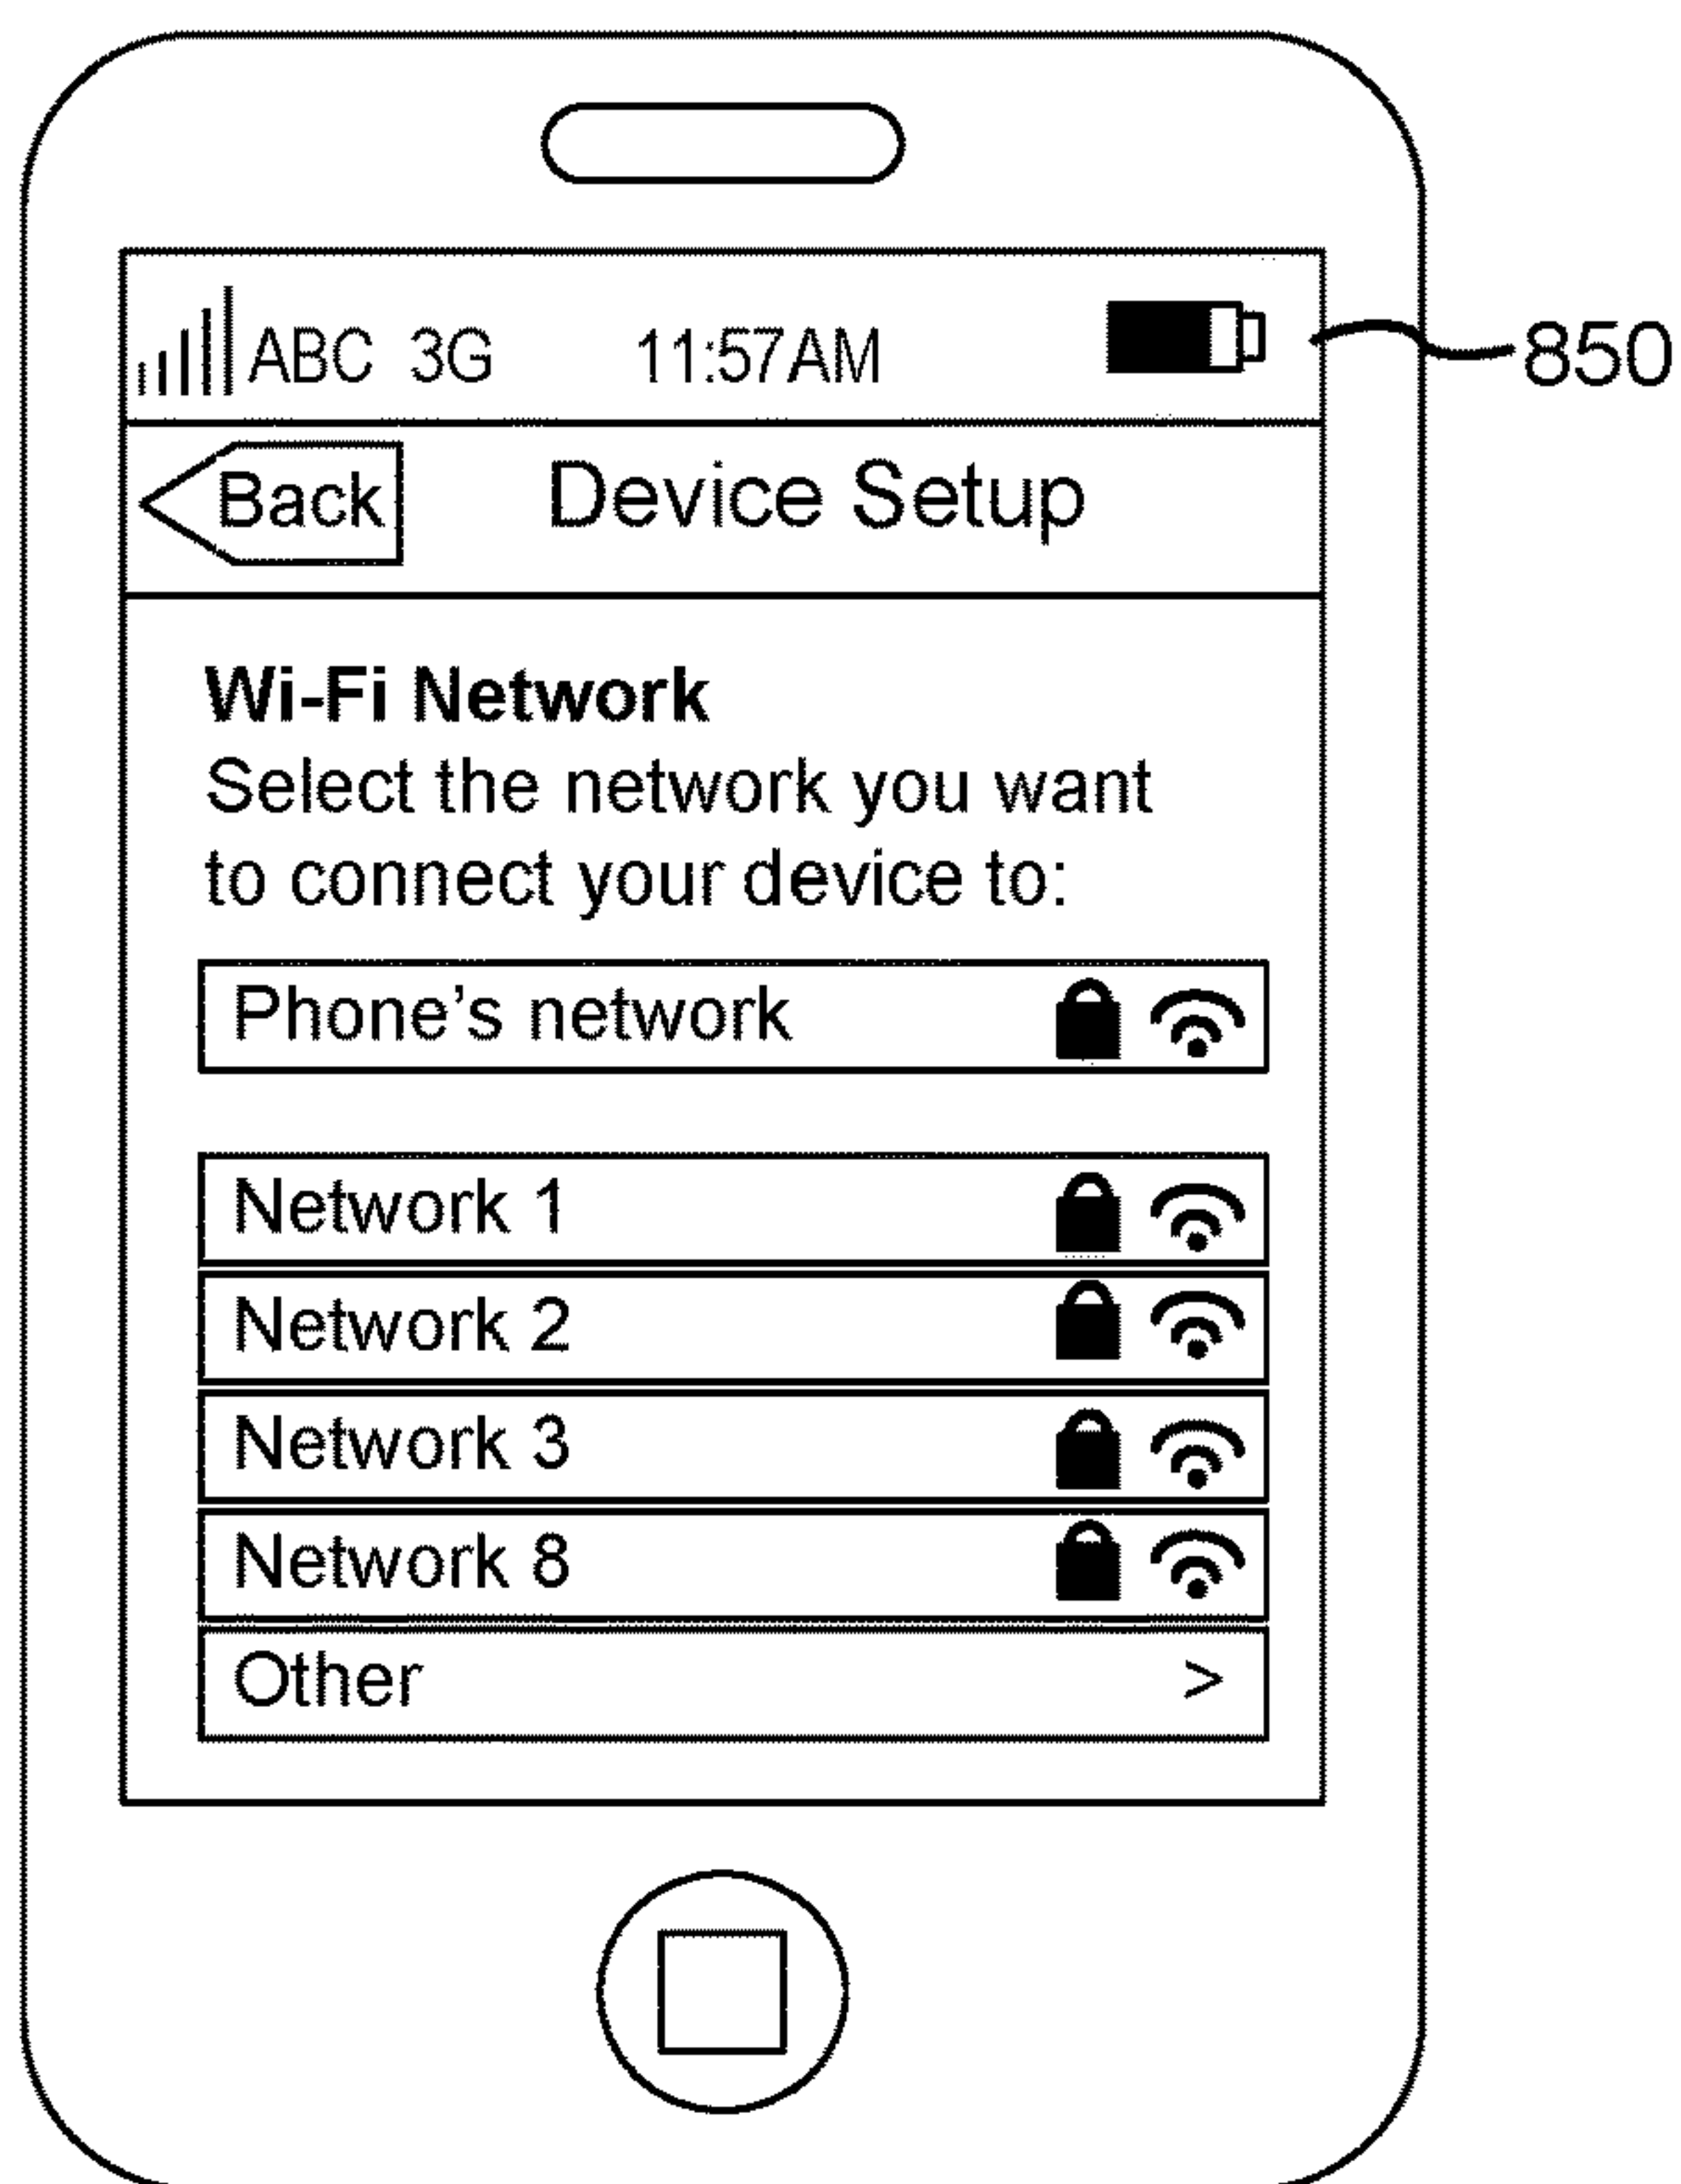 ABC 3G 11:57AM
850
Back Device Setup
Wi-Fi Network
Select the network you want
to connect your device to:
Phone's network
Network 1
Network 2
Network 3
Network 8
Other >